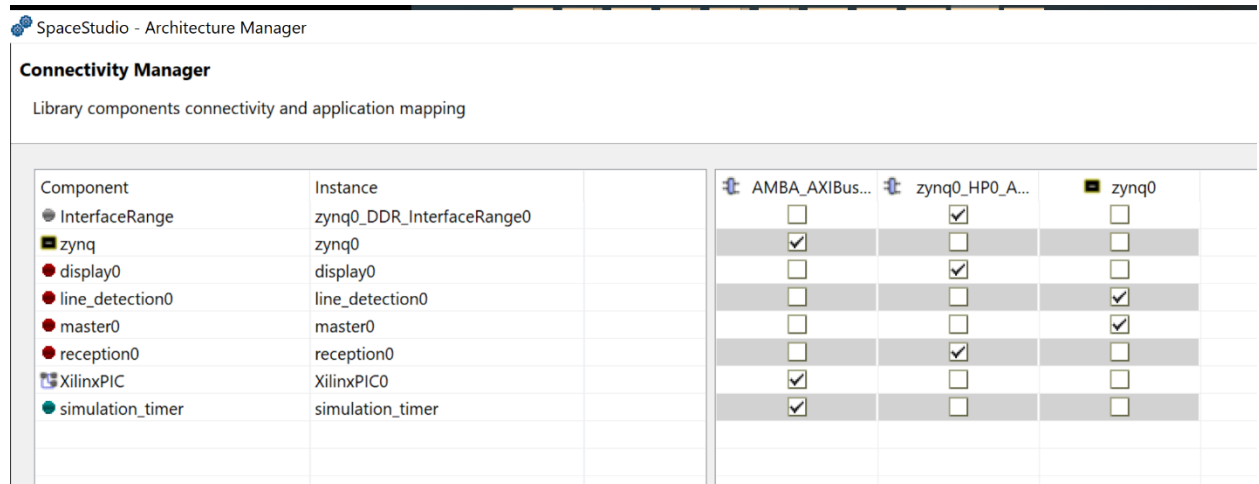 SpaceStudio - Architecture Manager
Connectivity Manager
Library components connectivity and application mapping
Component Instance AMBA_AXIBus... zynq0_HP0_A... zynq0
InterfaceRange zynq0_DDR_InterfaceRange0
zynq zynq0
display0 display0
line_detection0 line_detection0
master0 master0
reception0 reception0
XilinxPIC XilinxPIC0
simulation_timer simulation_timer